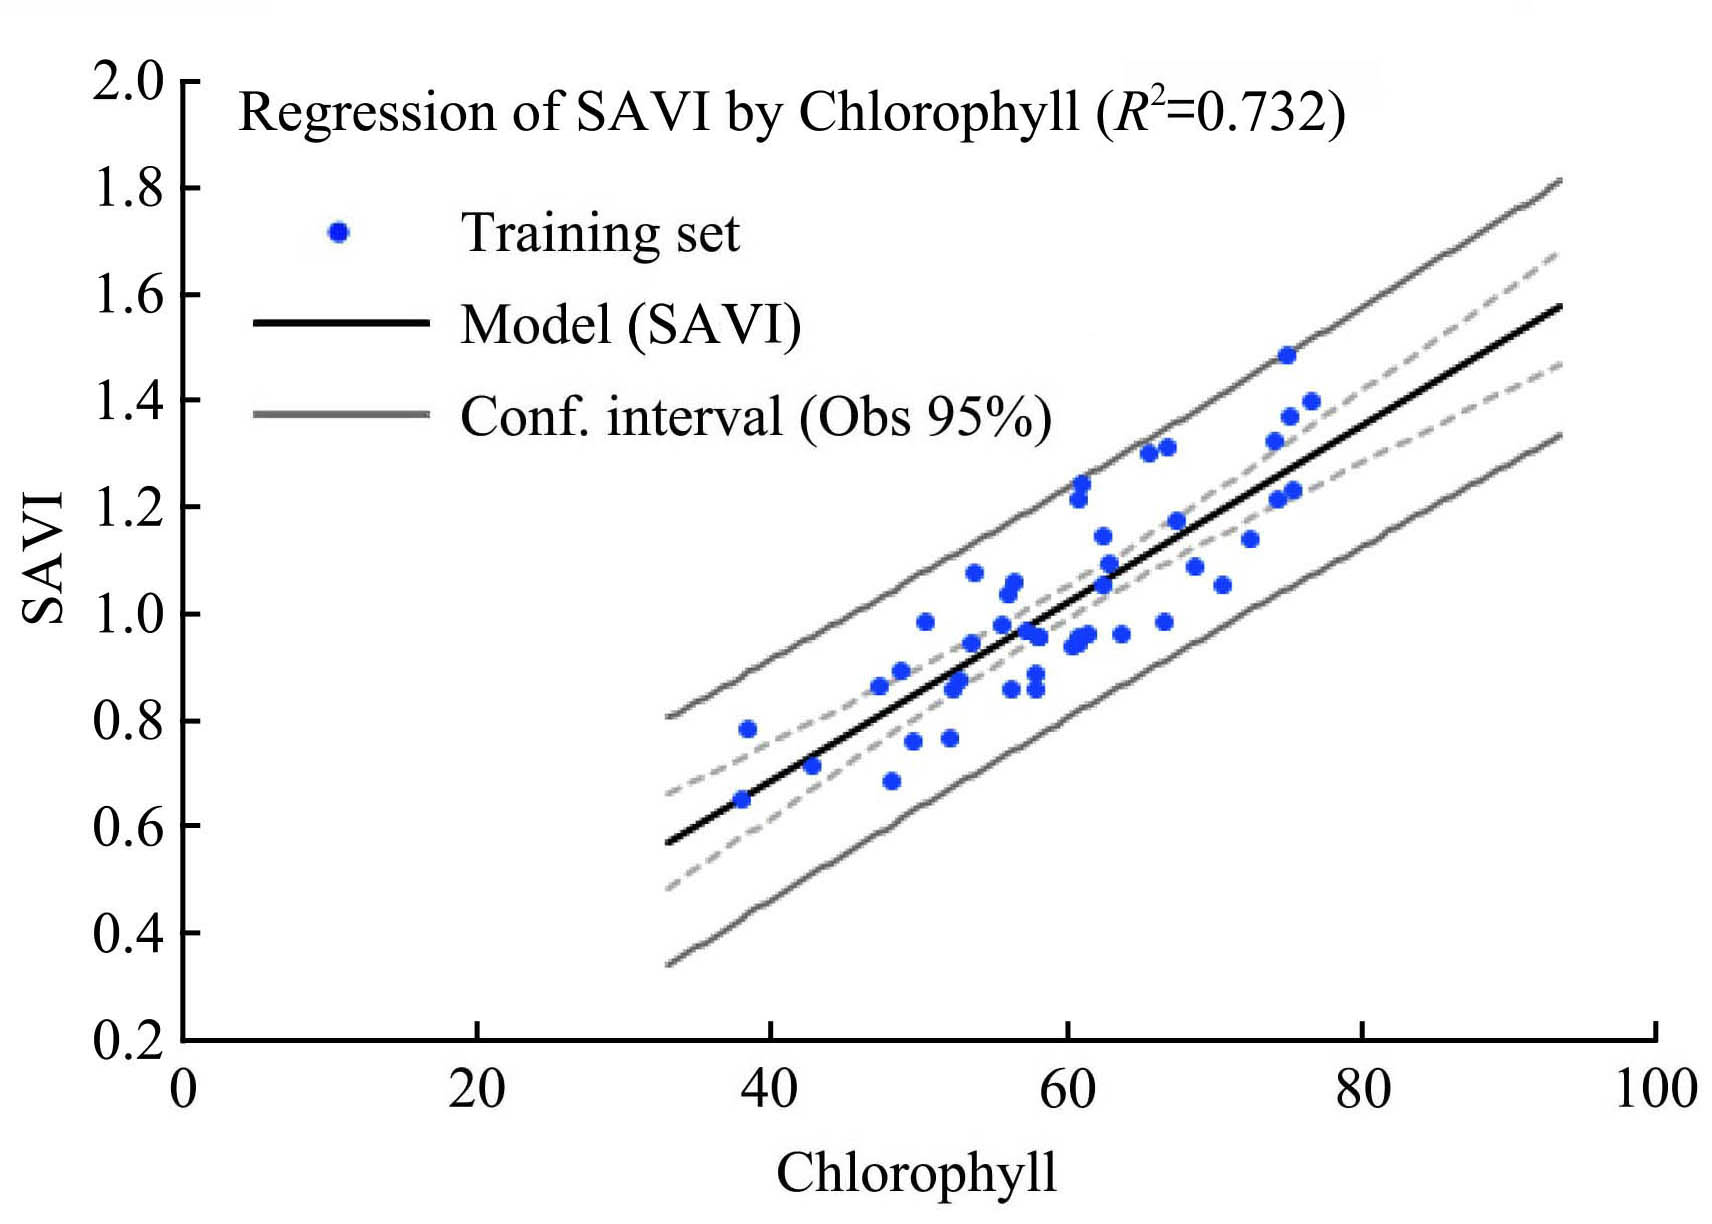 Regression of SAVI by Chlorophyll (R²=0.732)
Training set
Model (SAVI)
Conf. interval (Obs 95%)
SAVI
2.0
1.8
1.6
1.4
1.2
1.0
0.8
0.6
0.4
0.2
0 20 40 60 80 100
Chlorophyll